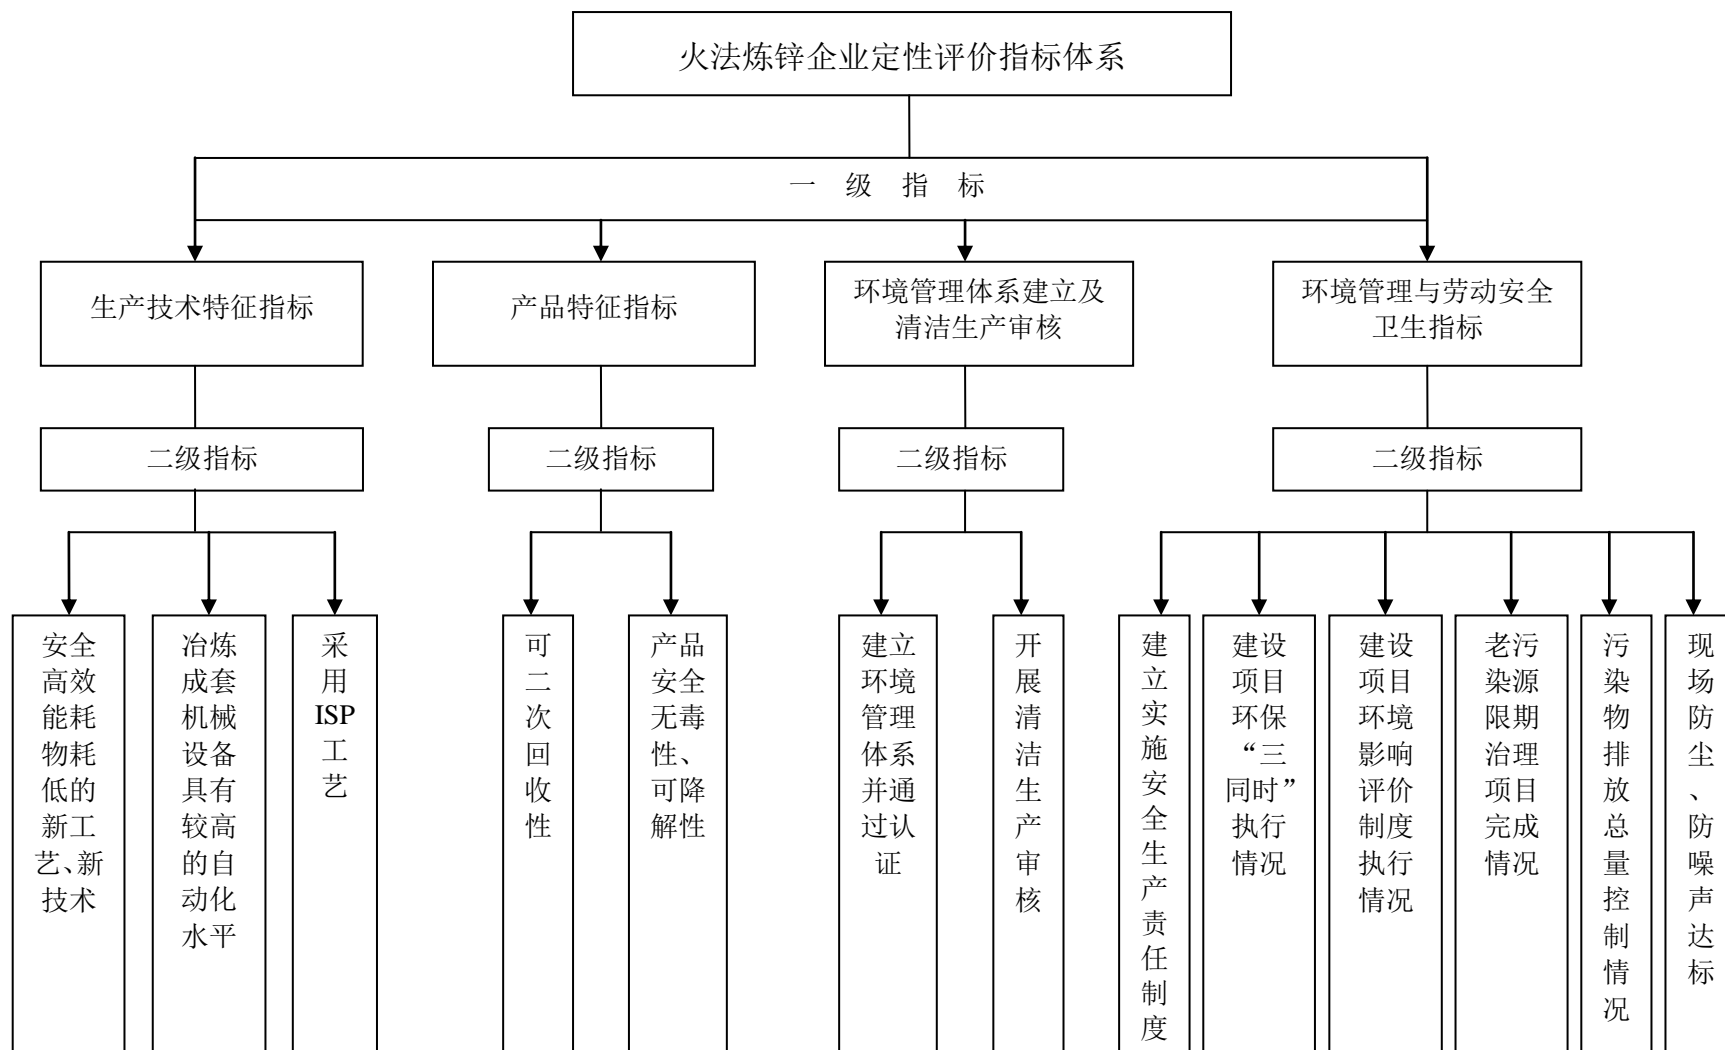 火法炼锌企业定性评价指标体系
一 级 指 标
生产技术特征指标
产品特征指标
环境管理体系建立及
清洁生产审核
环境管理与劳动安全
卫生指标
二级指标
二级指标
二级指标
二级指标
安全
高效
能耗
物耗
低的
新工
艺、新
技术
冶炼
成套
机械
设备
具有
较高
的自
动化
水平
采
用
ISP
工
艺
可
二
次
回
收
性
产品
安全
无毒
性、
可降
解性
建立
环境
管理
体系
并通
过认
证
开
展
清
洁
生
产
审
核
建
立
实
施
安
全
生
产
责
任
制
度
建设
项目
环保
“三
同时”
执行
情况
建设
项目
环境
影响
评价
制度
执行
情况
老污
染源
限期
治理
项目
完成
情况
污
染
物
排
放
总
量
控
制
情
况
现
场
防
尘
、
防
噪
声
达
标